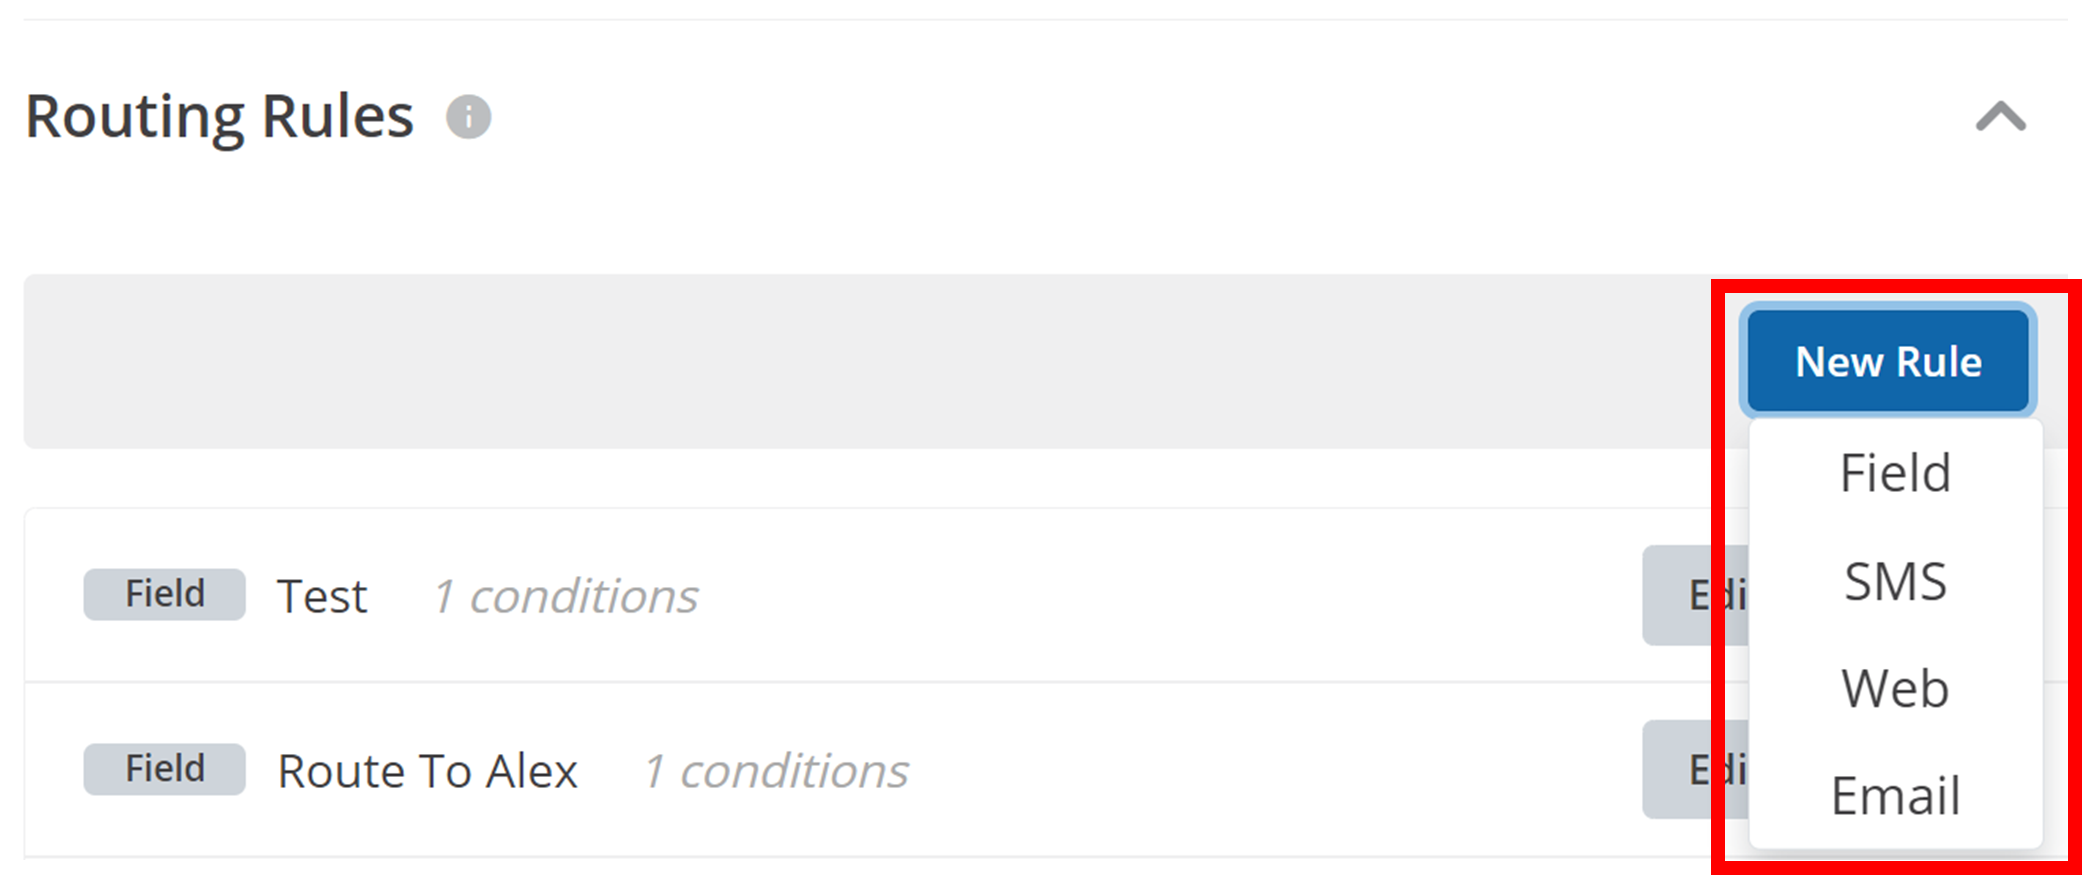 Routing Rules
New Rule
Field
SMS
Web
Email
Field Test 1 conditions Edi
Field Route To Alex 1 conditions Edi